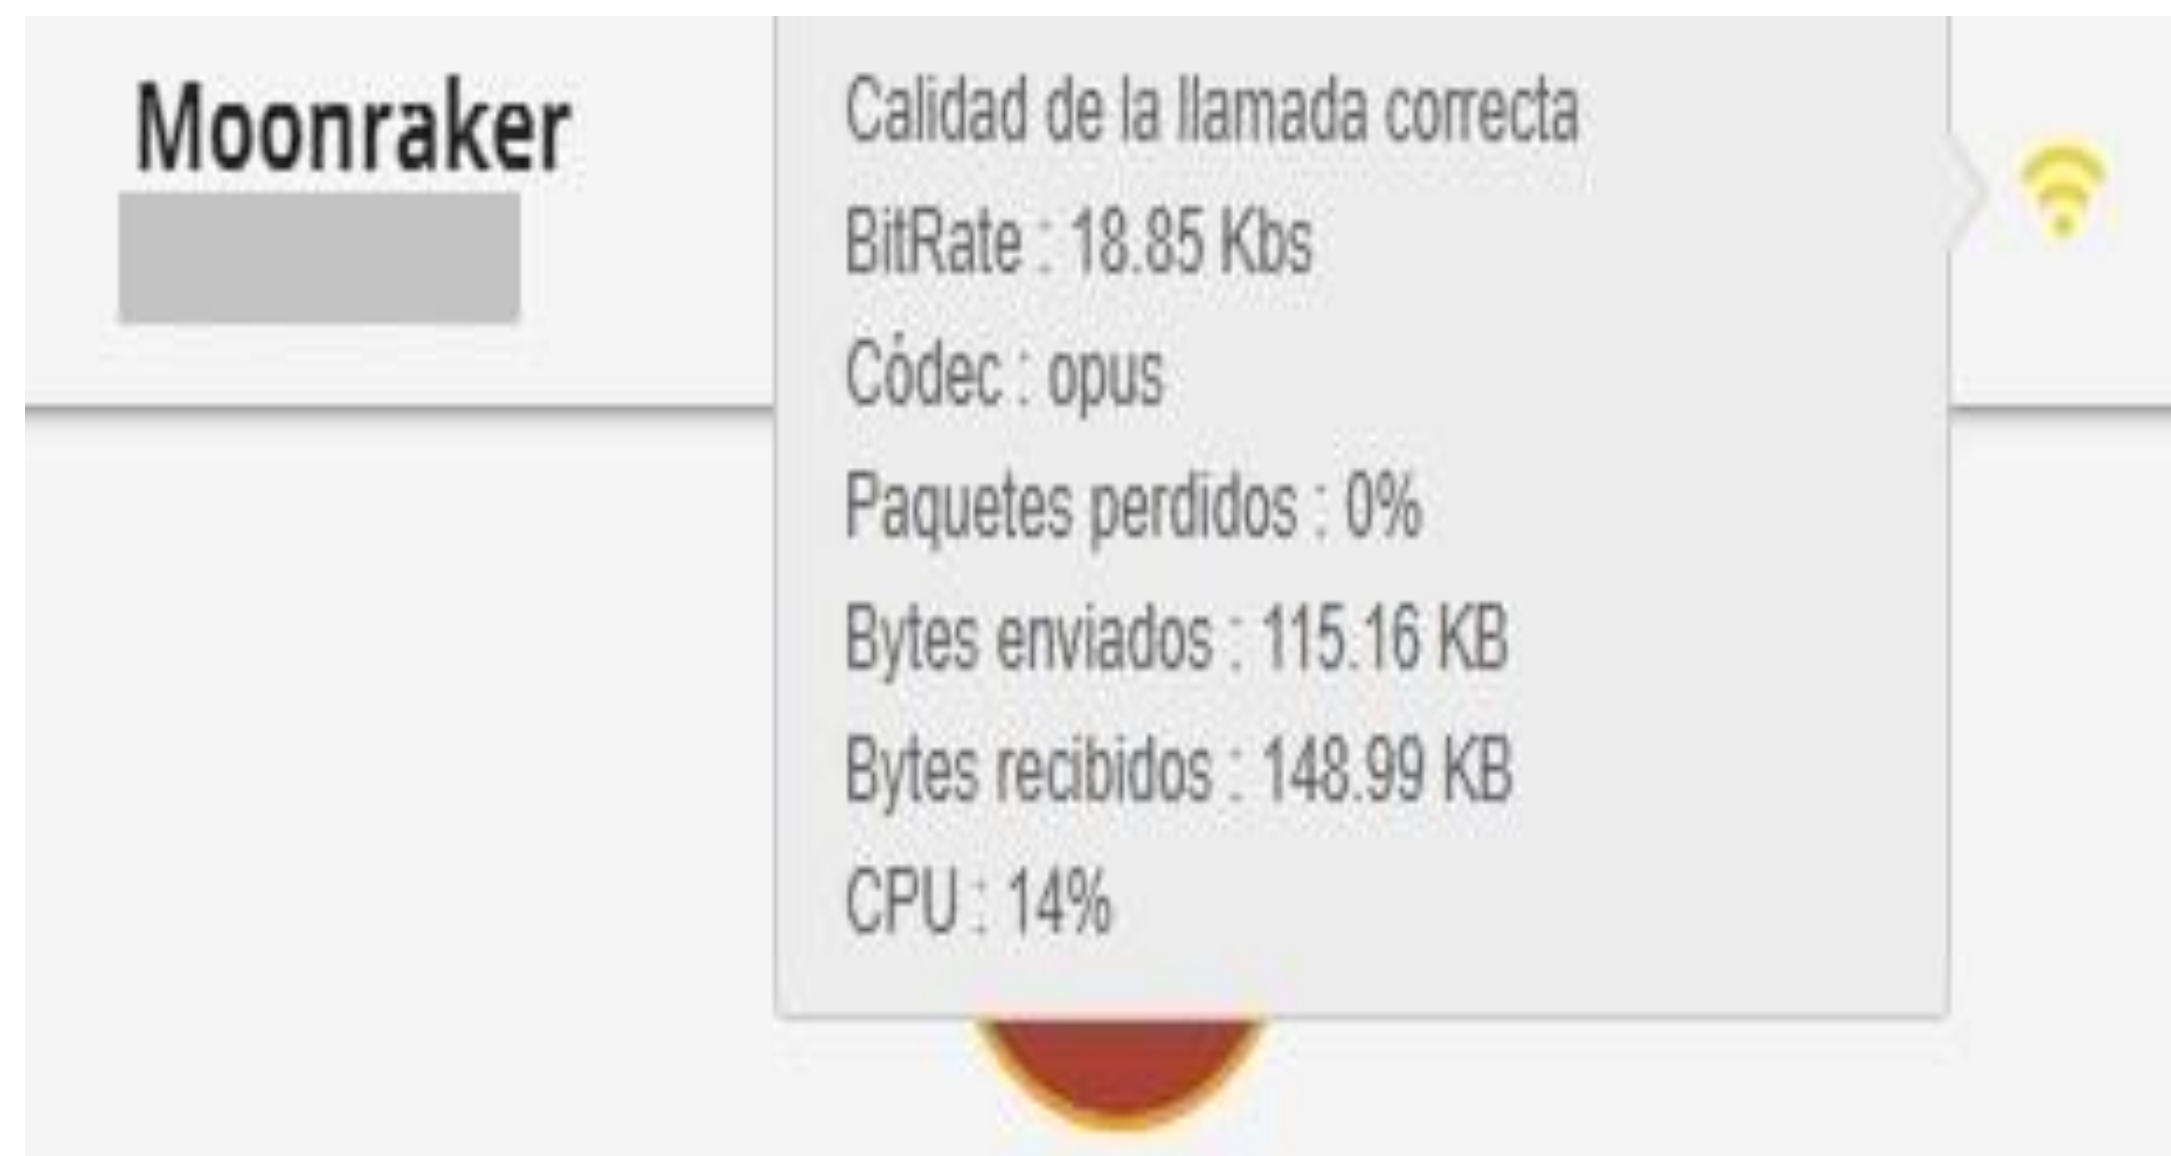 Moonraker
Calidad de la llamada correcta
BitRate : 18.85 Kbs
Códec : opus
Paquetes perdidos : 0%
Bytes enviados : 115.16 KB
Bytes recibidos : 148.99 KB
CPU : 14%